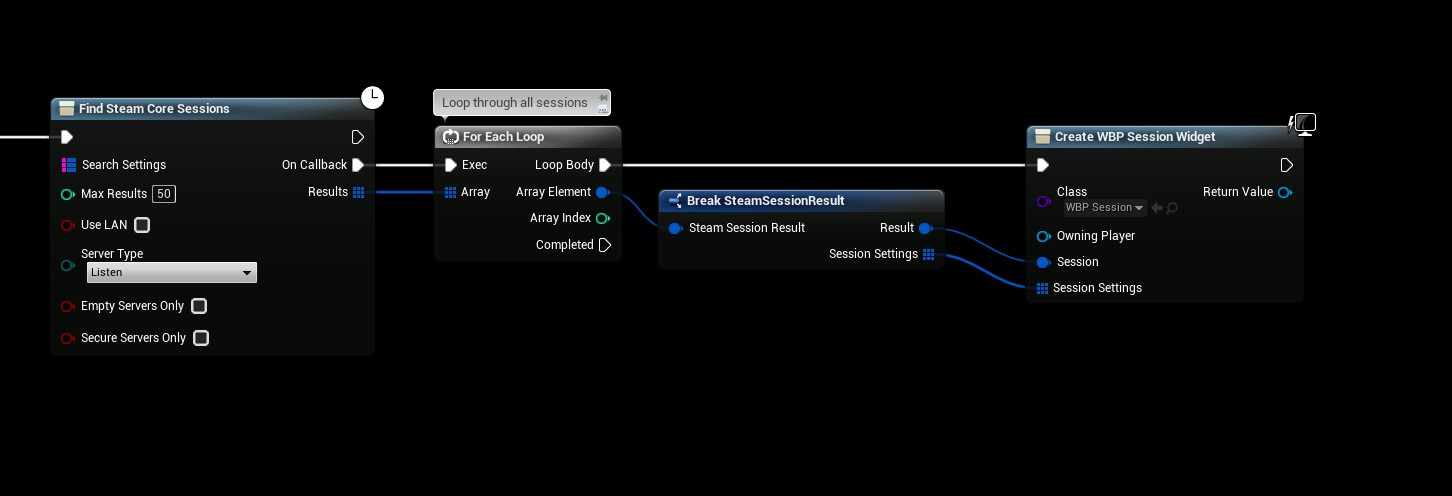 Find Steam Core Sessions
Search Settings
On Callback
Max Results 50
Results
Use LAN
Server Type
Listen
Empty Servers Only
Secure Servers Only
Loop through all sessions
For Each Loop
Exec
Loop Body
Array
Array Element
Array Index
Completed
Break SteamSessionResult
Steam Session Result
Result
Session Settings
Create WBP Session Widget
Class
WBP Session
Return Value
Owning Player
Session
Session Settings